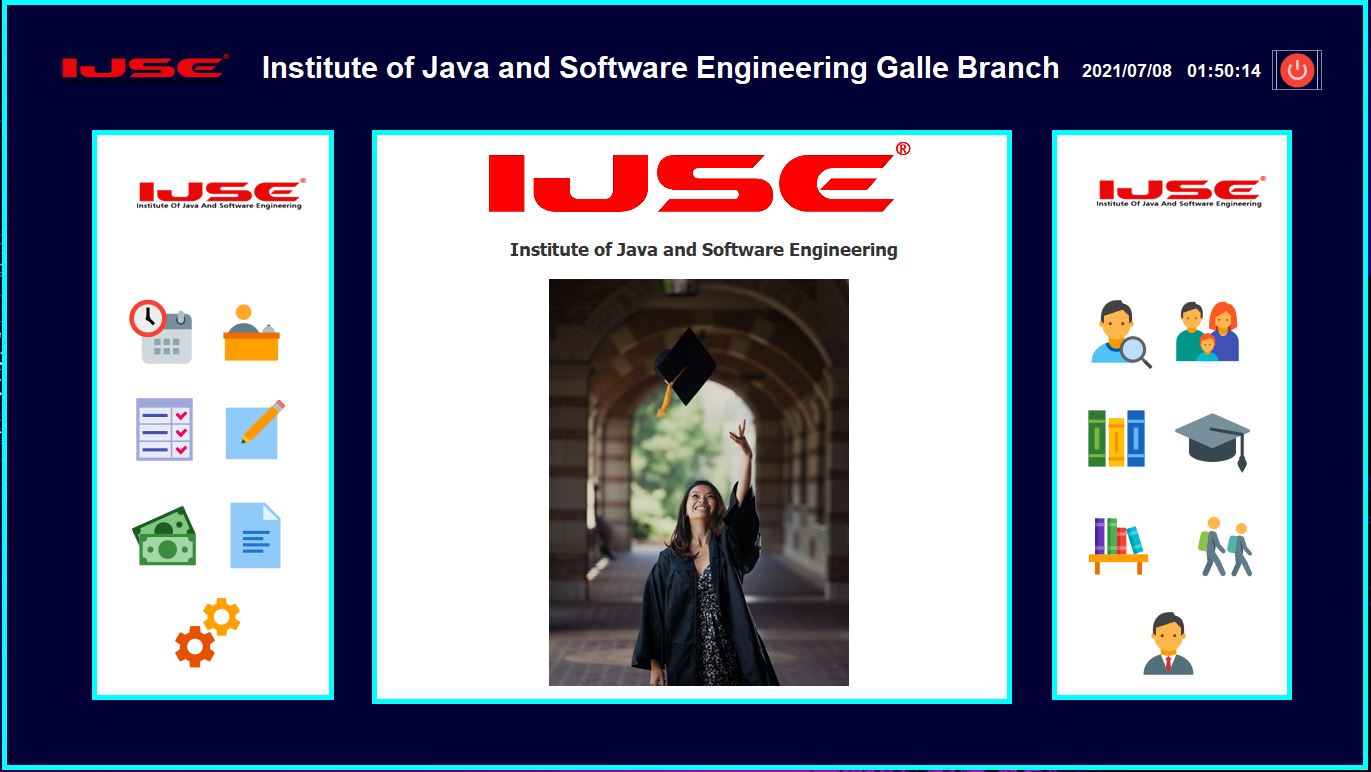 IJSE® Institute of Java and Software Engineering Galle Branch 2021/07/08 01:50:14
IJSE®
Institute Of Java And Software Engineering
IJSE®
Institute of Java and Software Engineering
IJSE®
Institute Of Java And Software Engineering